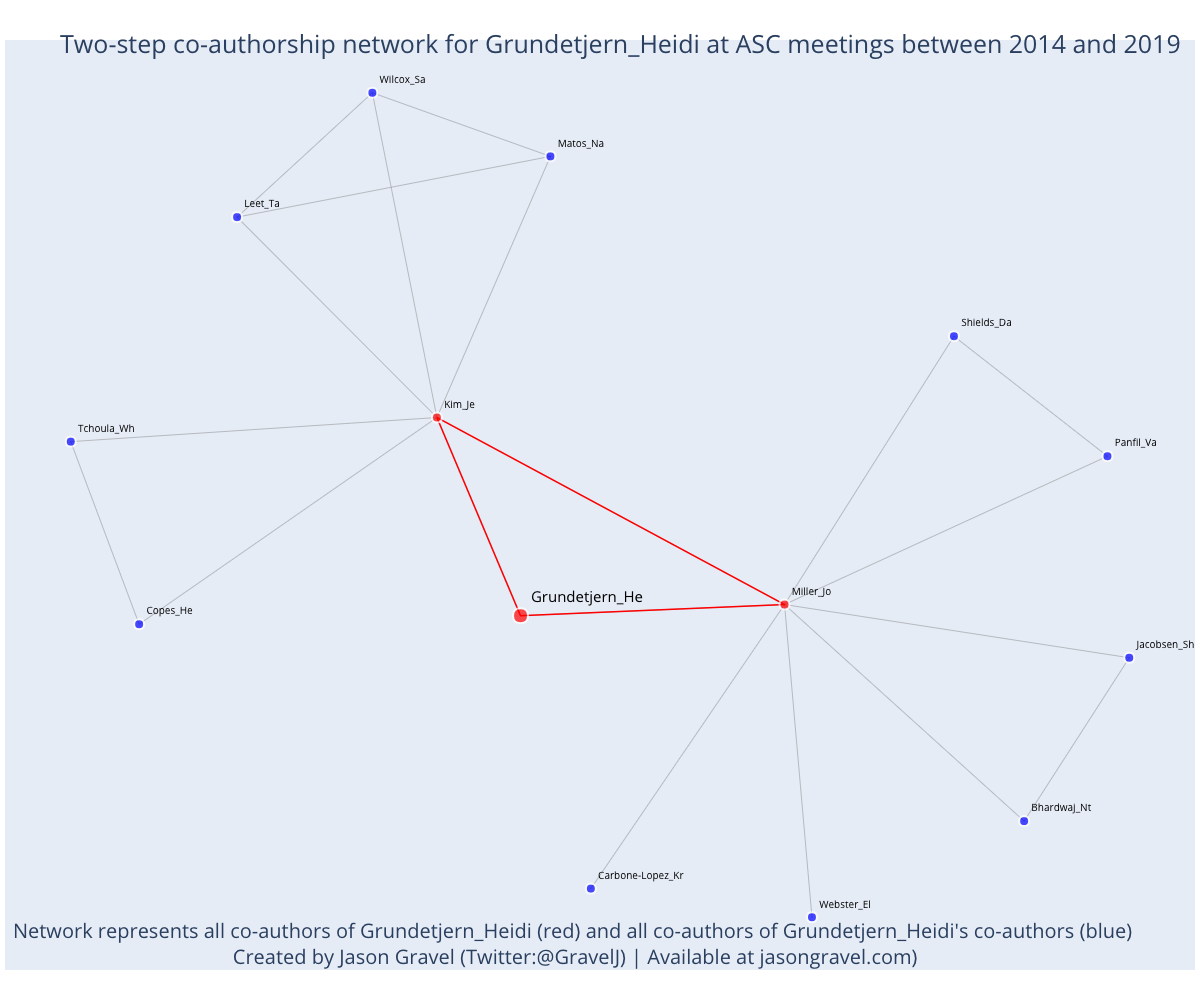 Two-step co-authorship network for Grundetjern_Heidi at ASC meetings between 2014 and 2019
Wilcox_Sa
Matos_Na
Leet_Ta
Shields_Da
Kim_Je
Tchoula_Wh
Panfil_Va
Miller_Jo
Grundetjern_He
Copes_He
Jacobsen_Sh
Bhardwaj_Nt
Carbone-Lopez_Kr
Webster_El
Network represents all co-authors of Grundetjern_Heidi (red) and all co-authors of Grundetjern_Heidi's co-authors (blue)
Created by Jason Gravel (Twitter:@GravelJ) | Available at jasongravel.com)